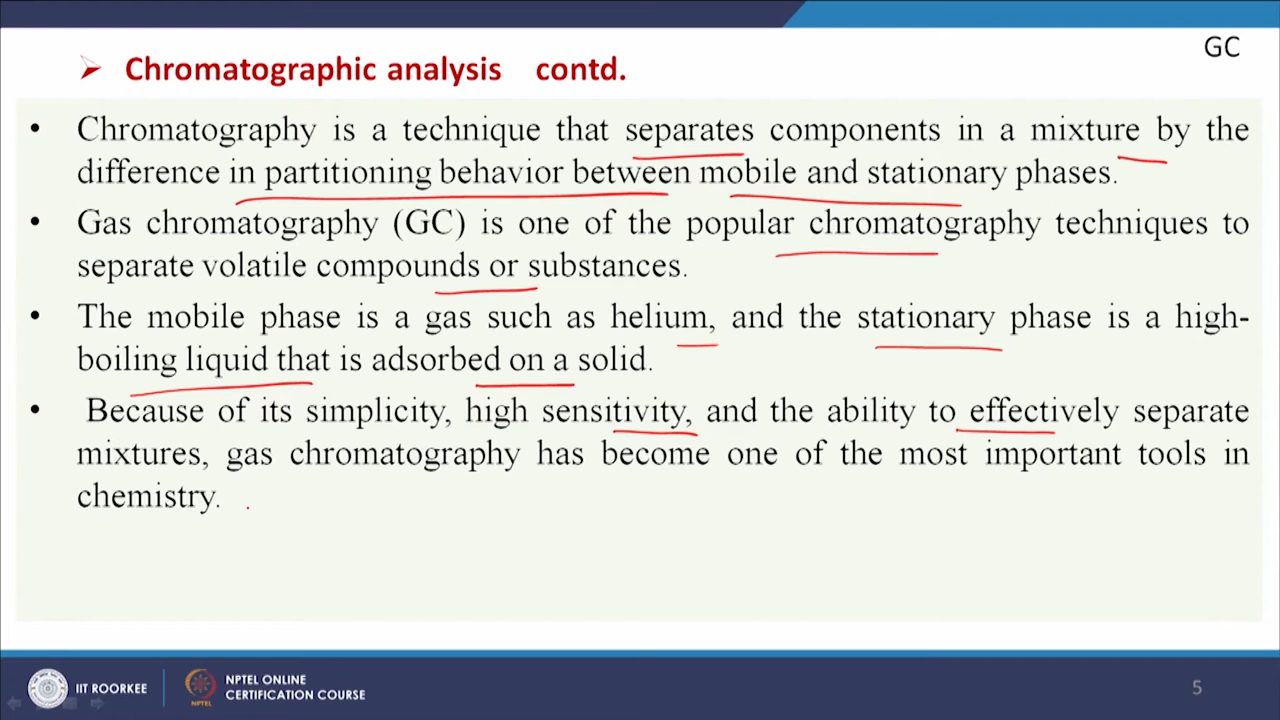 GC
➢ Chromatographic analysis contd.
• Chromatography is a technique that separates components in a mixture by the
difference in partitioning behavior between mobile and stationary phases.
• Gas chromatography (GC) is one of the popular chromatography techniques to
separate volatile compounds or substances.
• The mobile phase is a gas such as helium, and the stationary phase is a high-
boiling liquid that is adsorbed on a solid.
• Because of its simplicity, high sensitivity, and the ability to effectively separate
mixtures, gas chromatography has become one of the most important tools in
chemistry.
IIT ROORKEE
NPTEL
NPTEL ONLINE
CERTIFICATION COURSE
5